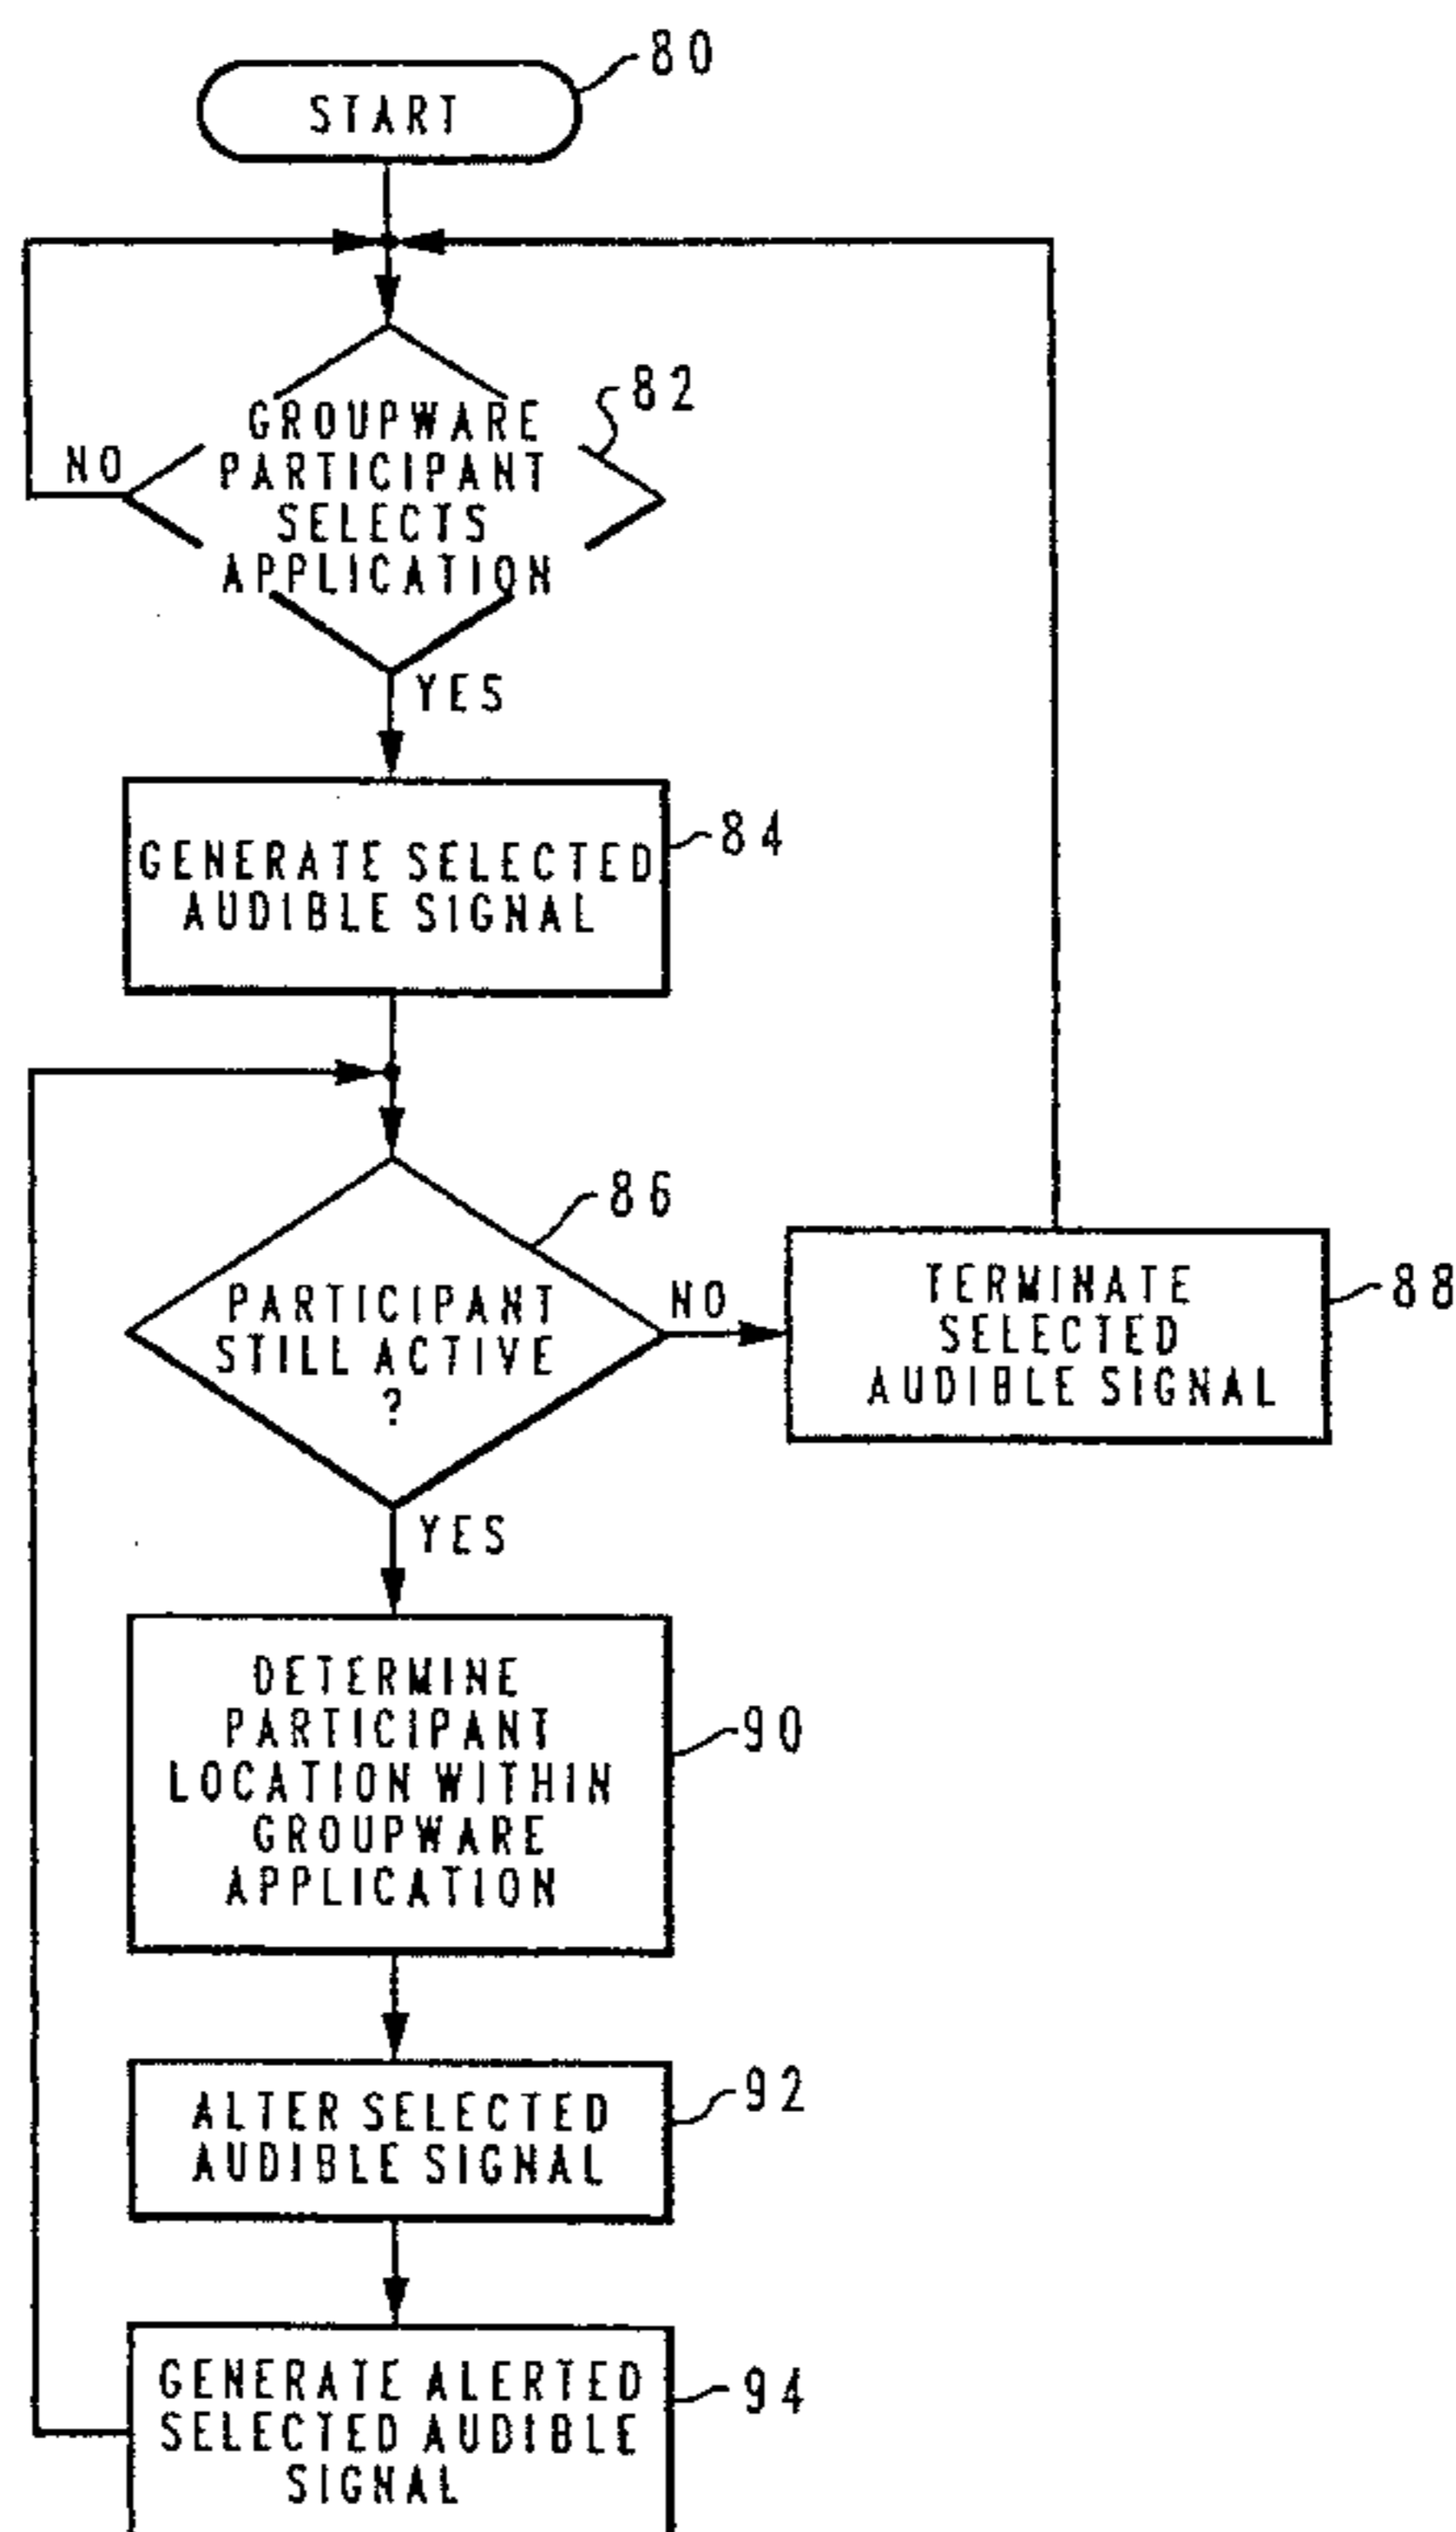 80
START
82
GROUPWARE
NO
PARTICIPANT
SELECTS
APPLICATION
YES
84
GENERATE SELECTED
AUDIBLE SIGNAL
86
PARTICIPANT
STILL ACTIVE
?
NO
TERMINATE
SELECTED
AUDIBLE SIGNAL
88
YES
DETERMINE
PARTICIPANT
LOCATION WITHIN
GROUPWARE
APPLICATION
90
ALTER SELECTED
AUDIBLE SIGNAL
92
GENERATE ALERTED
SELECTED AUDIBLE
SIGNAL
94